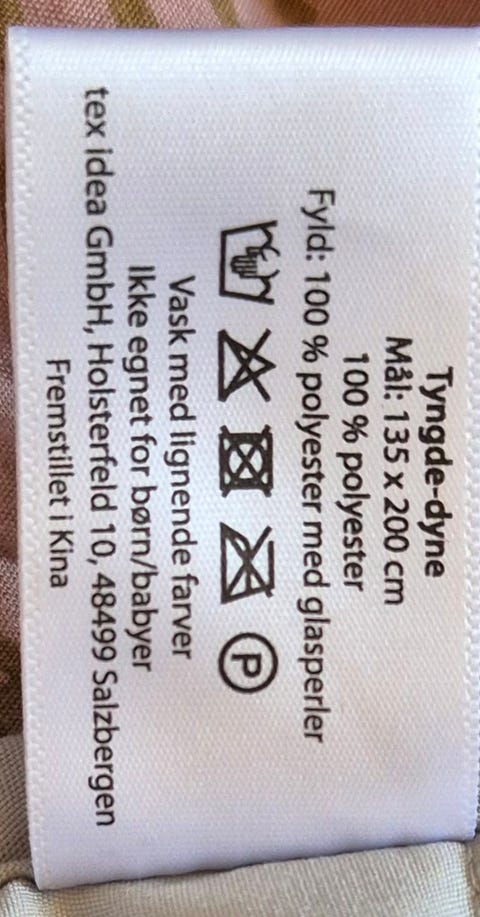 Tyngde-dyne
Mål: 135 x 200 cm
100 % polyester
Fyld: 100 % polyester med glasperler
P
Vask med lignende farver
Ikke egnet for børn/babyer
tex idea GmbH, Holsterfeld 10, 48499 Salzbergen
Fremstillet i Kina